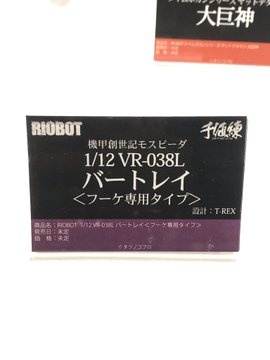 大巨神
RIOBOT 千値練
機甲創世記モスピーダ
1/12 VR-038L
バートレイ
＜フーケ専用タイプ＞
設計：T-REX
商品名：RIOBOT 1/12 VR-038L バートレイ＜フーケ専用タイプ＞
発売日：未定
価 格：未定
©タツノコプロ